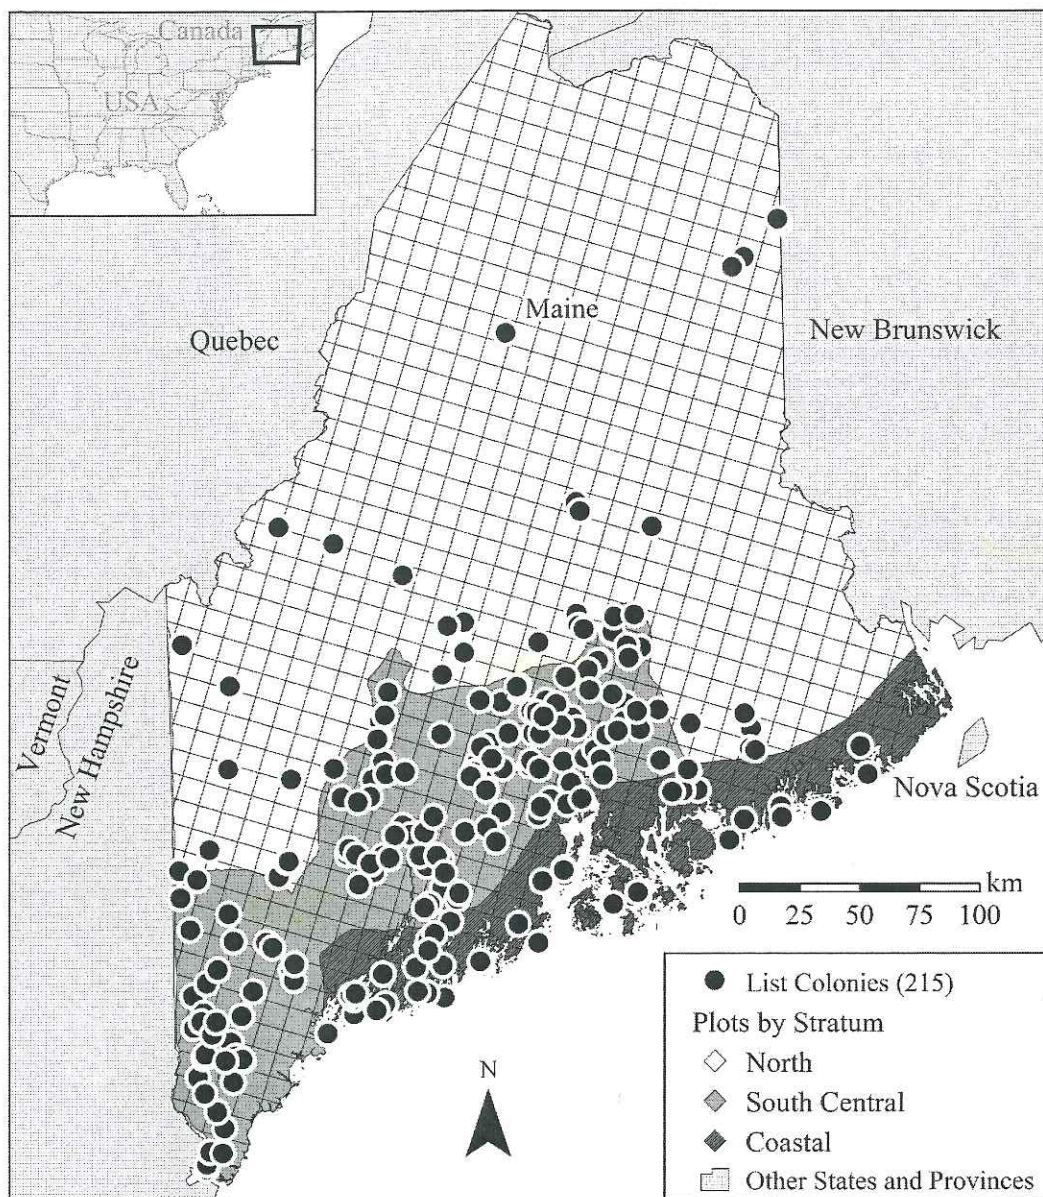 Canada
USA
Maine
Quebec
New Brunswick
Vermont
New Hampshire
Nova Scotia
km
0 25 50 75 100
List Colonies (215)
Plots by Stratum
North
South Central
Coastal
Other States and Provinces
N